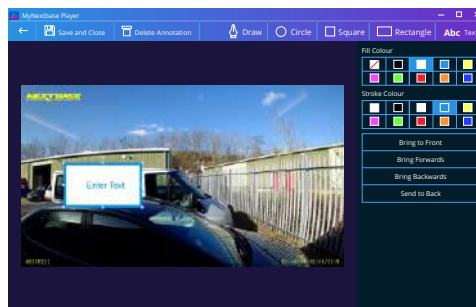 MyNextbase Player
Save and Close
Delete Annotation
Draw
Circle
Square
Rectangle
Abc Text
Fill Colour
Stroke Colour
NEXTBASE
Enter Text
Bring to Front
Bring Forwards
Bring Backwards
Send to Back